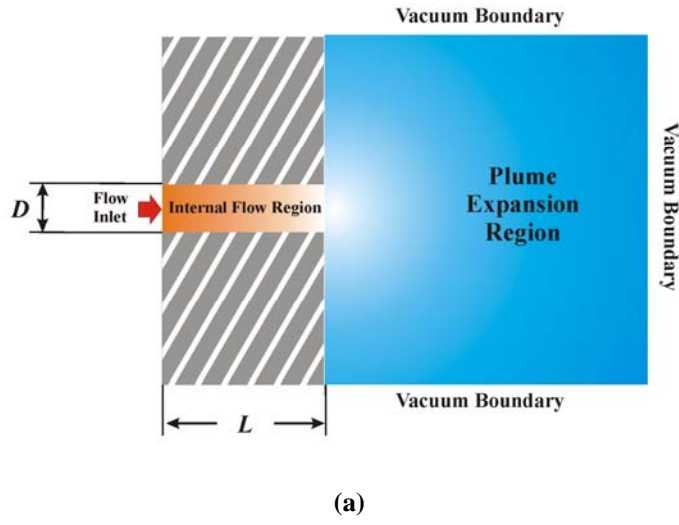 Vacuum Boundary
Vacuum Boundary
D
Flow
Inlet
Internal Flow Region
Plume
Expansion
Region
Vacuum Boundary
L
(a)